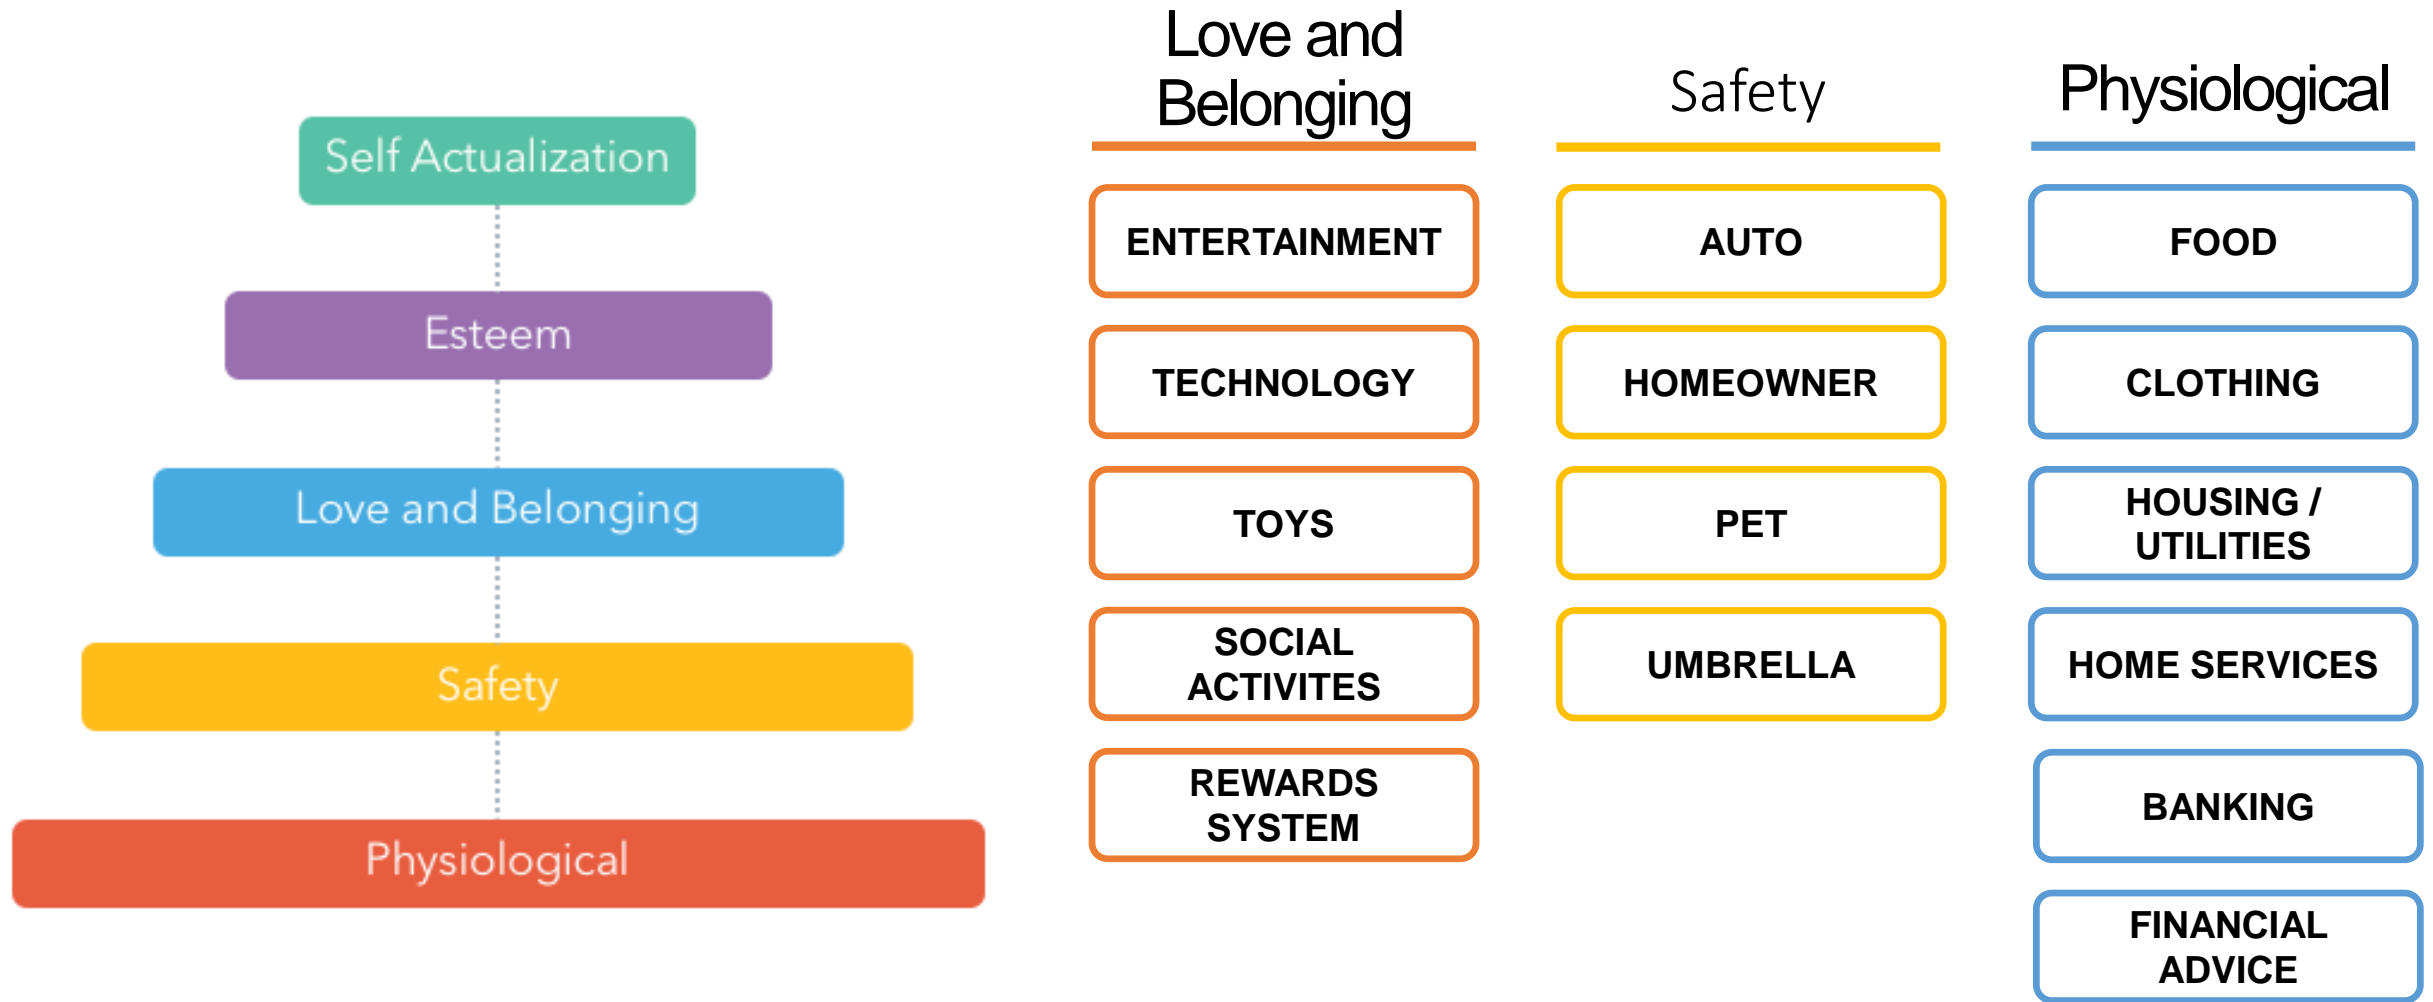 Self Actualization
Esteem
Love and Belonging
Safety
Physiological
Love and
Belonging
ENTERTAINMENT
TECHNOLOGY
TOYS
SOCIAL
ACTIVITES
REWARDS
SYSTEM
Safety
AUTO
HOMEOWNER
PET
UMBRELLA
Physiological
FOOD
CLOTHING
HOUSING /
UTILITIES
HOME SERVICES
BANKING
FINANCIAL
ADVICE